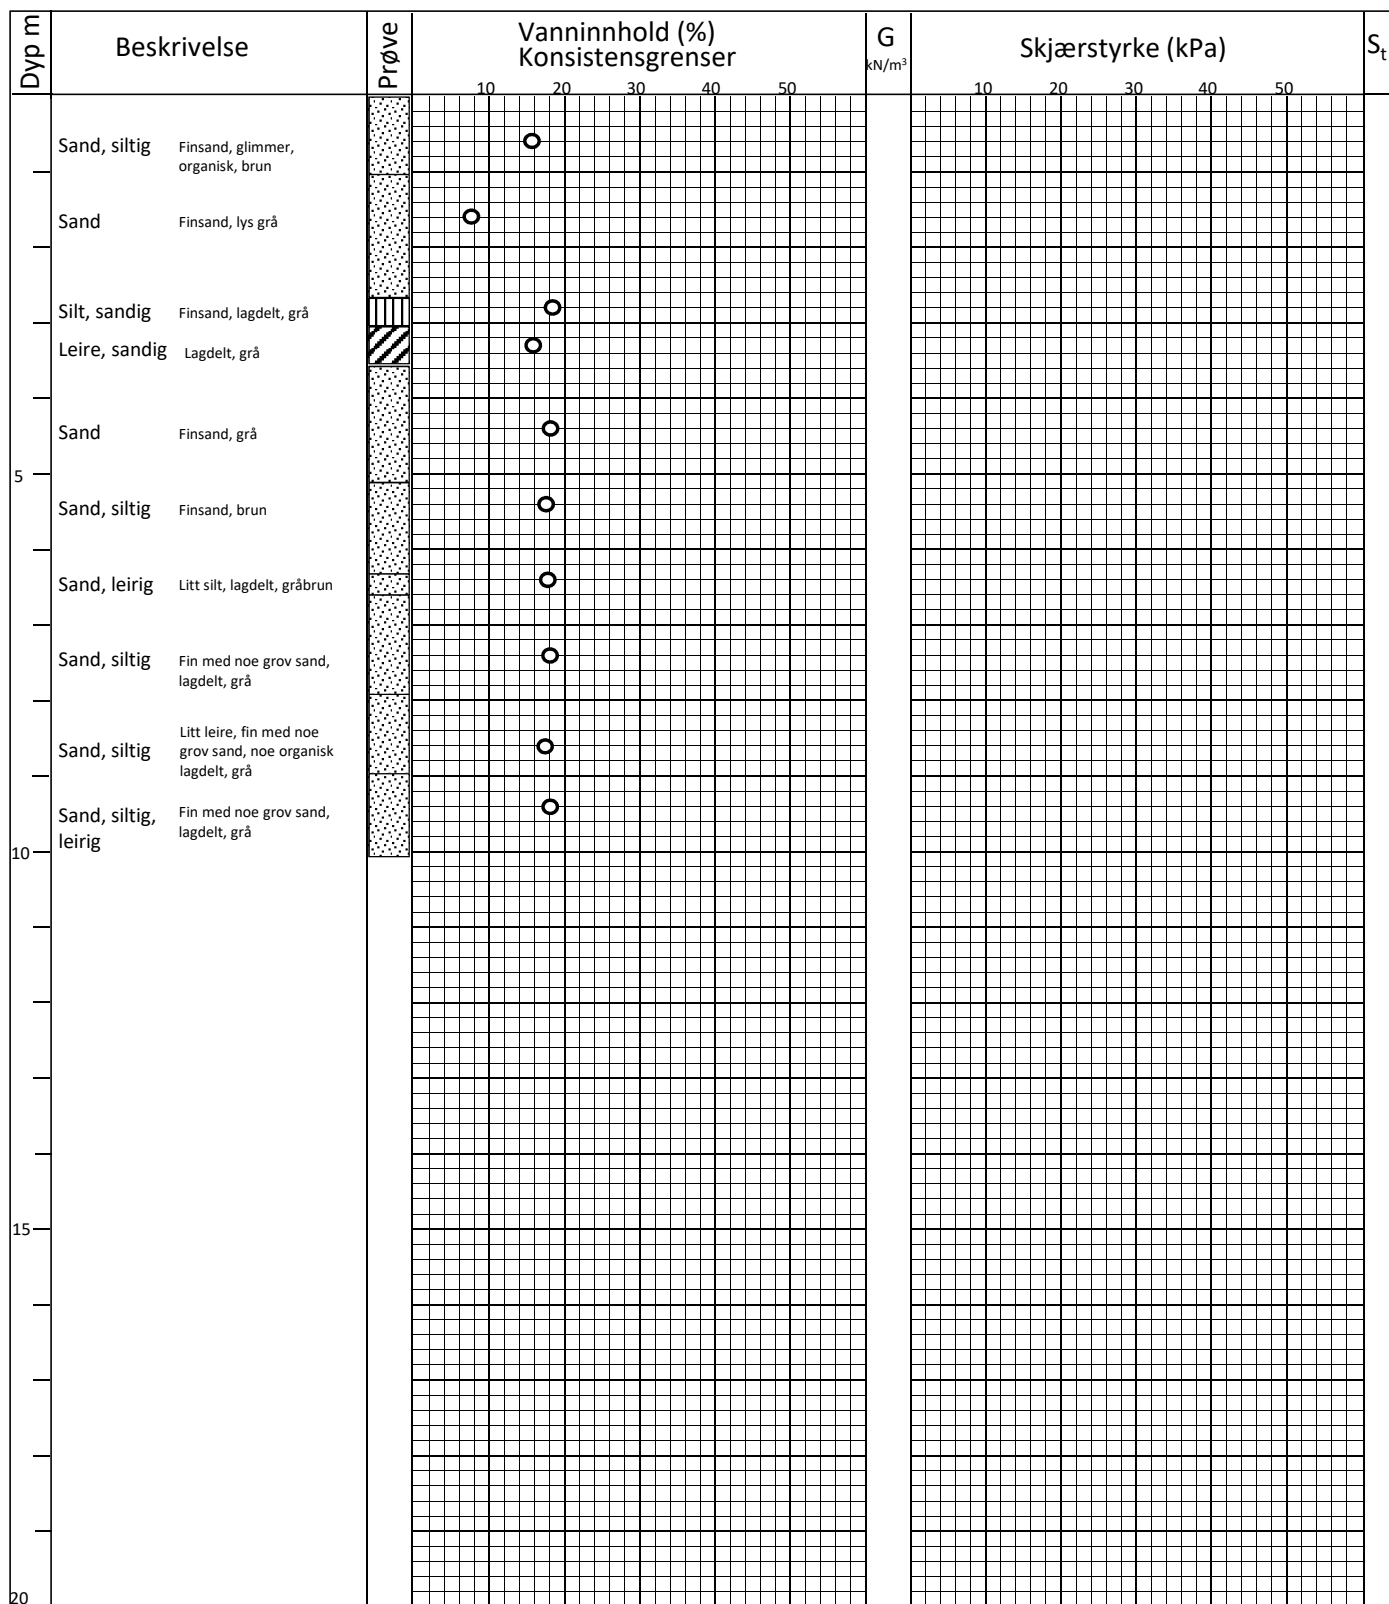 Dyp m
Beskrivelse
Prøve
Vanninnhold (%)
Konsistensgrenser
G
kN/m³
Skjærstyrke (kPa)
St
10 20 30 40 50
10 20 30 40 50
Sand, siltig Finsand, glimmer,
organisk, brun
Sand Finsand, lys grå
Silt, sandig Finsand, lagdelt, grå
Leire, sandig Lagdelt, grå
Sand Finsand, grå
5
Sand, siltig Finsand, brun
Sand, leirig Litt silt, lagdelt, gråbrun
Sand, siltig Fin med noe grov sand,
lagdelt, grå
Litt leire, fin med noe
Sand, siltig grov sand, noe organisk
lagdelt, grå
Sand, siltig, Fin med noe grov sand,
leirig lagdelt, grå
10
15
20